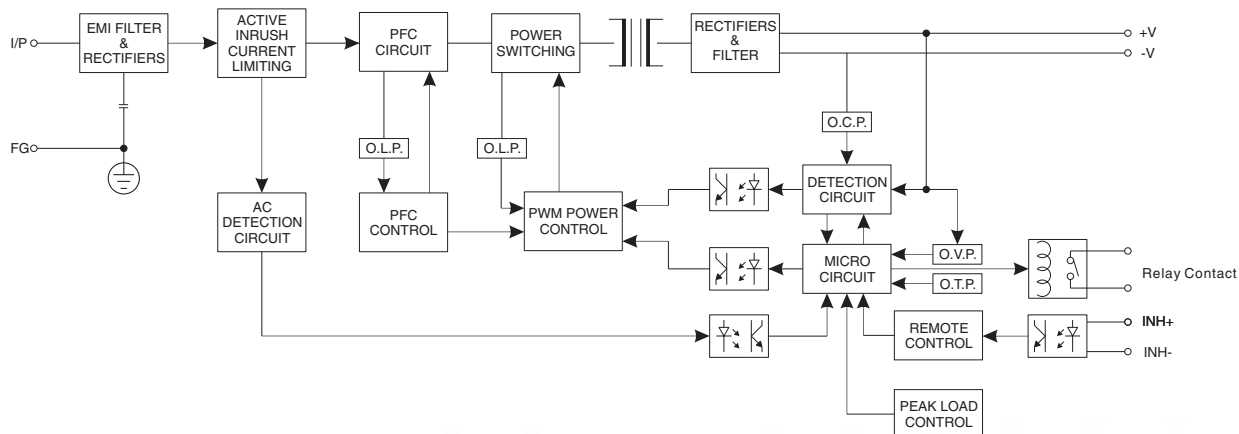 I/P
EMI FILTER
&
RECTIFIERS
ACTIVE
INRUSH
CURRENT
LIMITING
PFC
CIRCUIT
POWER
SWITCHING
RECTIFIERS
&
FILTER
+V
-V
FG
O.L.P.
O.L.P.
O.C.P.
AC
DETECTION
CIRCUIT
PFC
CONTROL
PWM POWER
CONTROL
DETECTION
CIRCUIT
MICRO
CIRCUIT
O.V.P.
O.T.P.
Relay Contact
REMOTE
CONTROL
INH+
INH-
PEAK LOAD
CONTROL